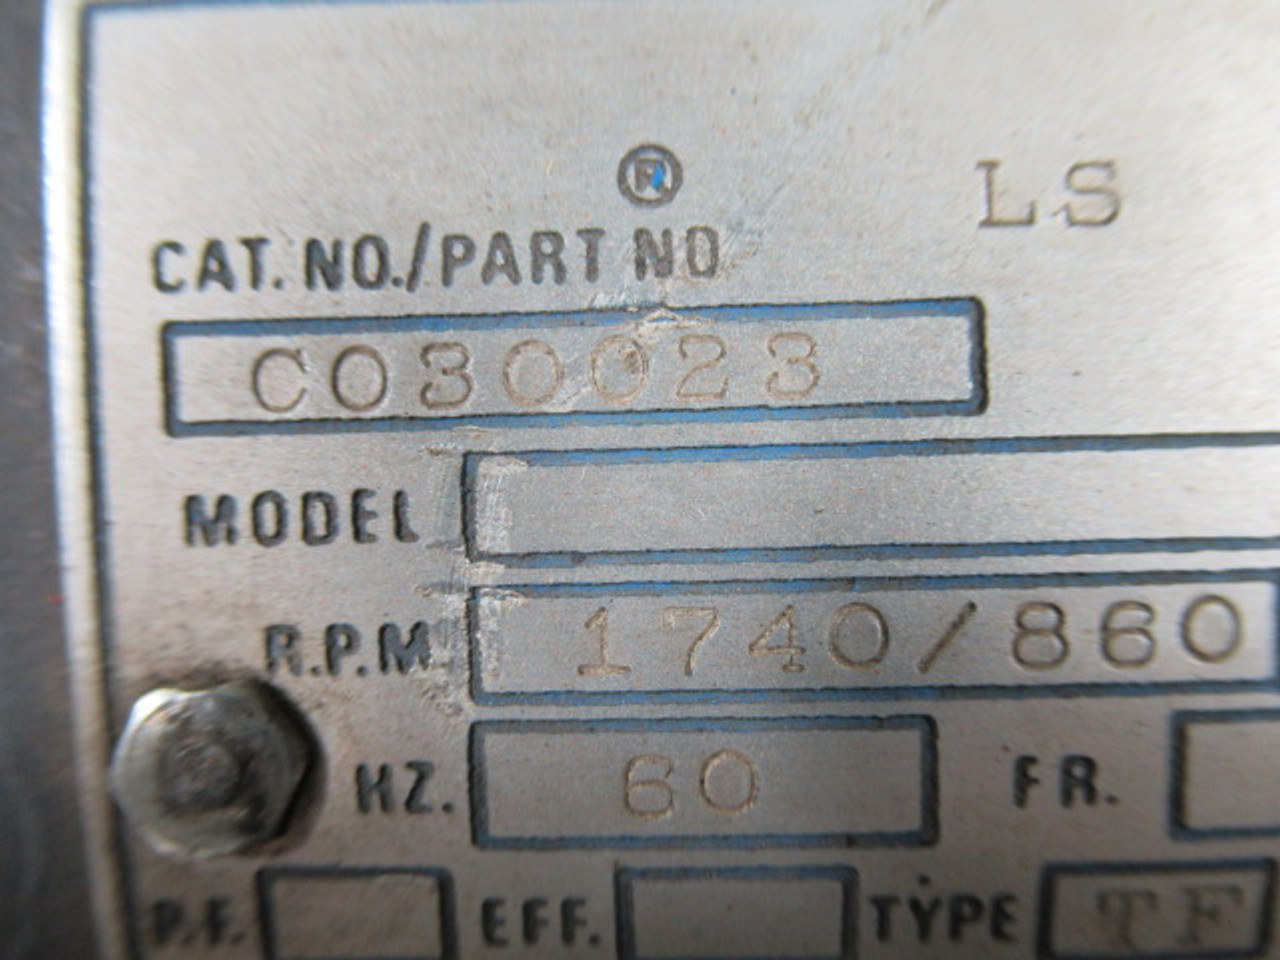 ® LS
CAT. NO./PART NO
C030023
MODEL
R.P.M. 1740/860
HZ. 60 FR.
P.F. EFF. TYPE TF